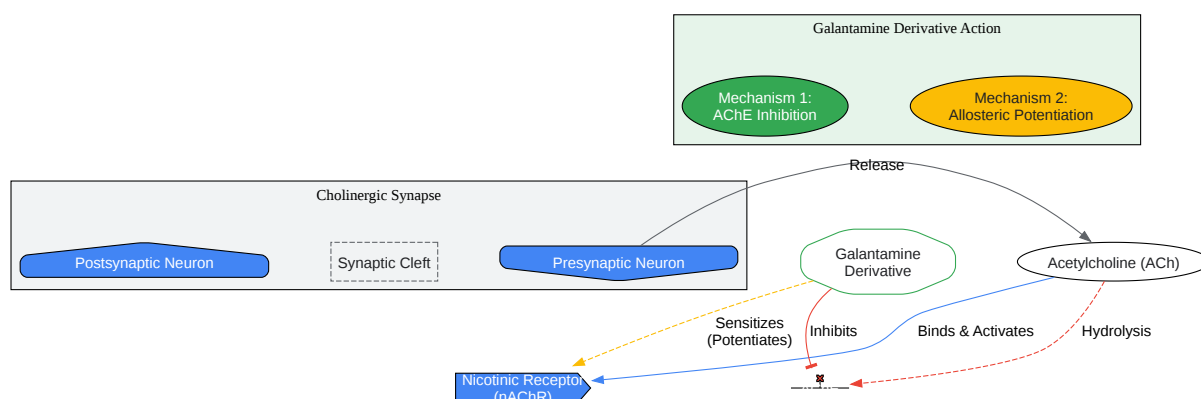 Galantamine Derivative Action
Mechanism 1:
AChE Inhibition
Mechanism 2:
Allosteric Potentiation
Release
Cholinergic Synapse
Postsynaptic Neuron
Synaptic Cleft
Presynaptic Neuron
Galantamine
Derivative
Acetylcholine (ACh)
Sensitizes
(Potentiates)
Inhibits
Binds & Activates
Hydrolysis
Nicotinic Receptor
(nAChR)